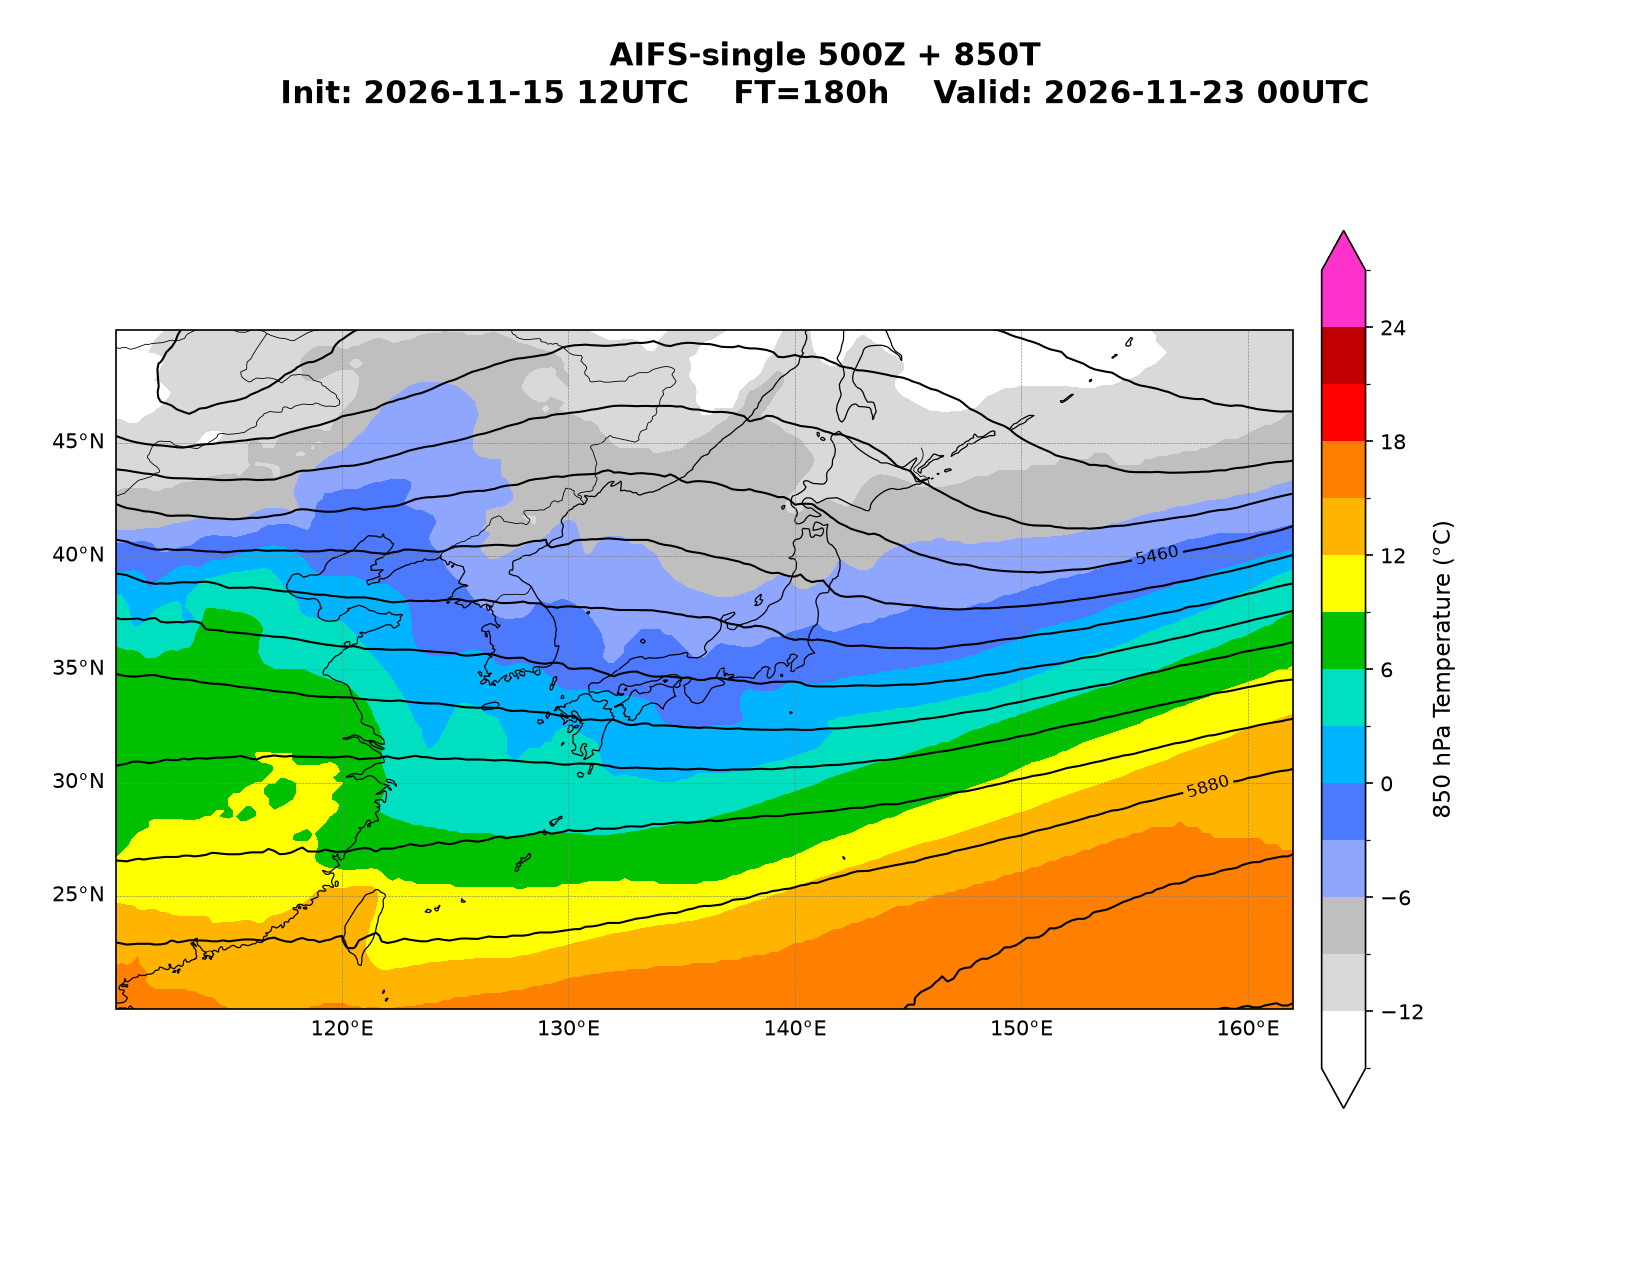 AIFS-single 500Z + 850T
Init: 2026-11-15 12UTC    FT=180h    Valid: 2026-11-23 00UTC
45°N
40°N
35°N
30°N
25°N
120°E
130°E
140°E
150°E
160°E
5460
5880
24
18
12
6
0
−6
−12
850 hPa Temperature (°C)